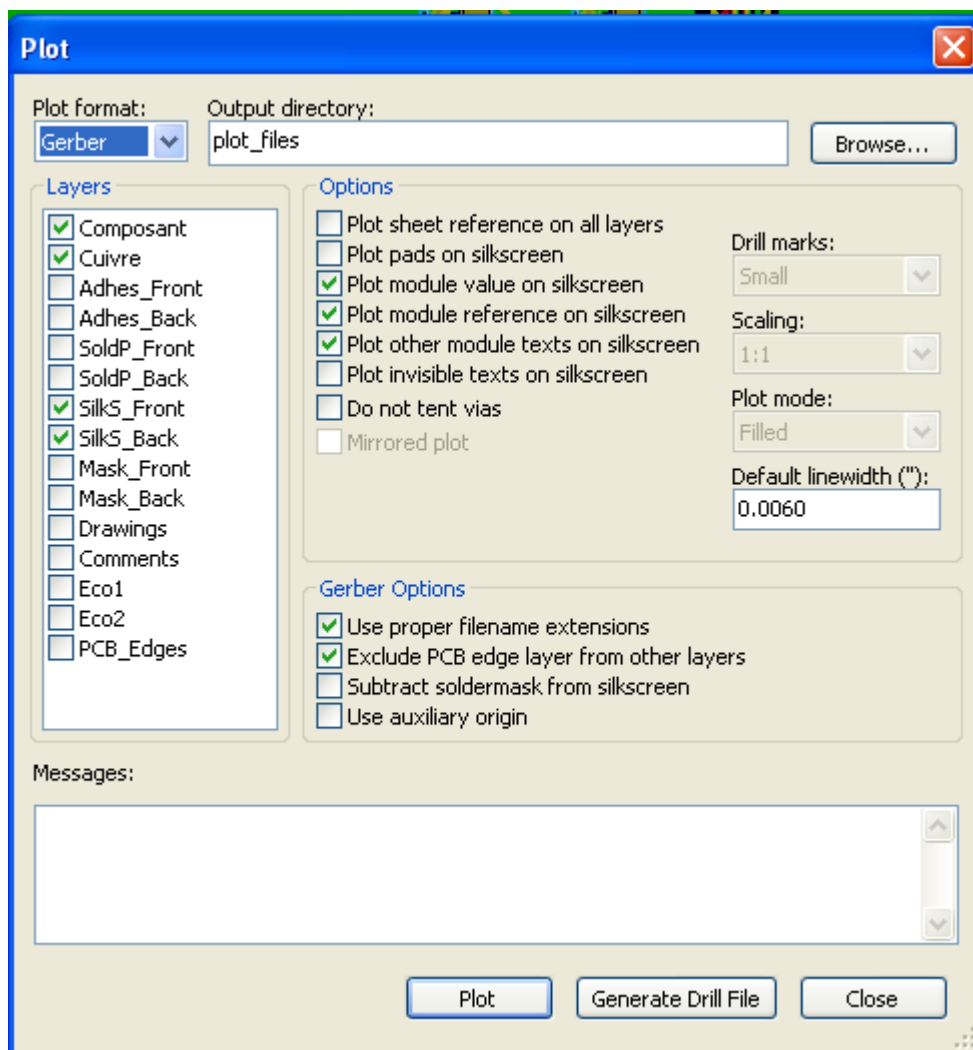 Plot
Plot format:
Output directory:
Gerber
plot_files
Browse...
Layers
Composant
Cuivre
Adhes_Front
Adhes_Back
SoldP_Front
SoldP_Back
SilkS_Front
SilkS_Back
Mask_Front
Mask_Back
Drawings
Comments
Eco1
Eco2
PCB_Edges
Options
Plot sheet reference on all layers
Plot pads on silkscreen
Plot module value on silkscreen
Plot module reference on silkscreen
Plot other module texts on silkscreen
Plot invisible texts on silkscreen
Do not tent vias
Mirrored plot
Drill marks:
Small
Scaling:
1:1
Plot mode:
Filled
Default linewidth ("):
0.0060
Gerber Options
Use proper filename extensions
Exclude PCB edge layer from other layers
Subtract soldermask from silkscreen
Use auxiliary origin
Messages:
Plot
Generate Drill File
Close